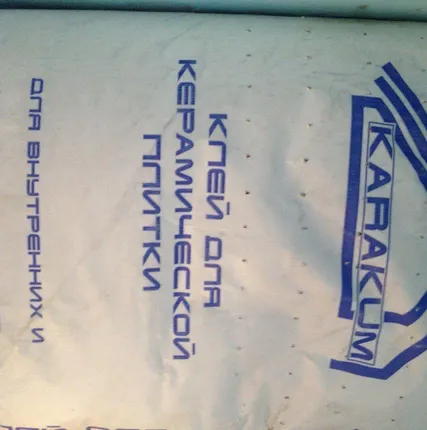 KARAKUM
КЛЕЙ ДЛЯ
КЕРАМИЧЕСКОЙ
ПЛИТКИ
ДЛЯ ВНУТРЕННИХ И